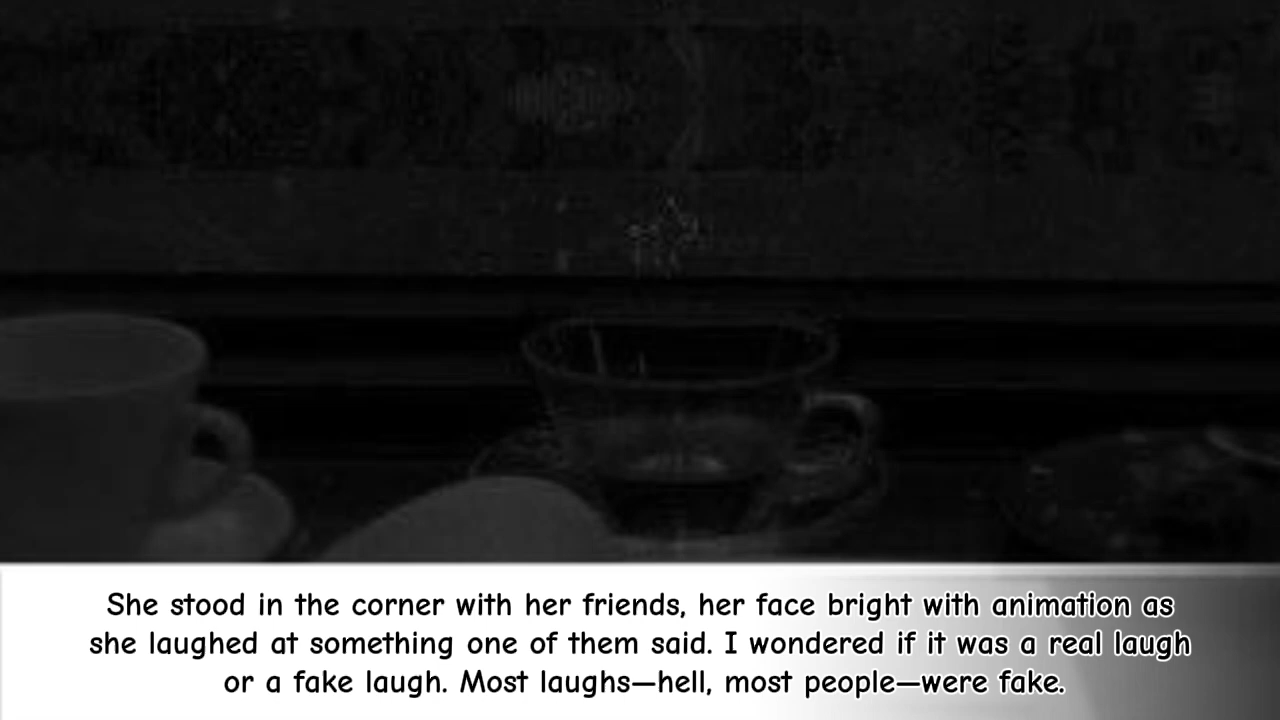 She stood in the corner with her friends, her face bright with animation as
she laughed at something one of them said. I wondered if it was a real laugh
or a fake laugh. Most laughs—hell, most people—were fake.